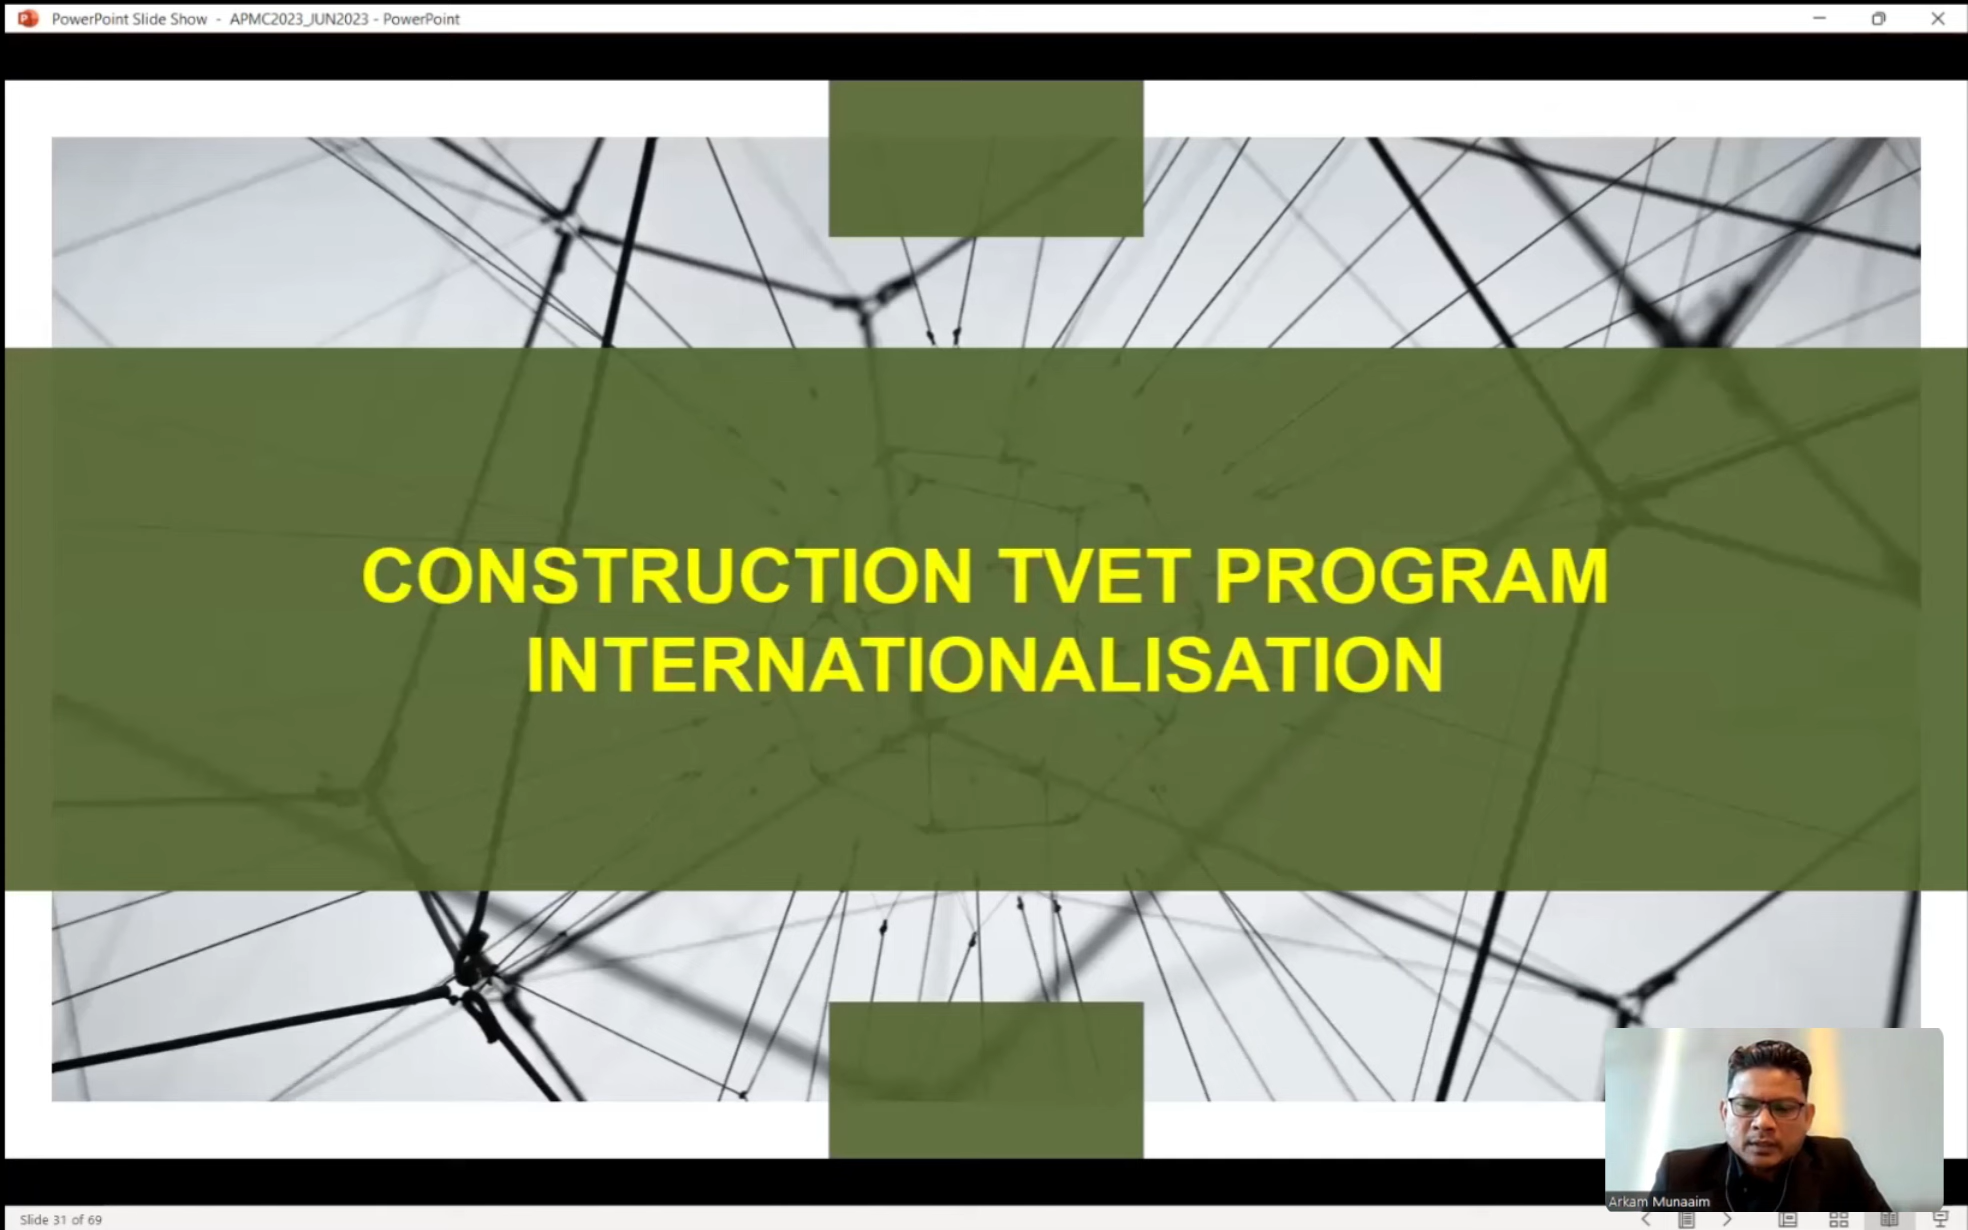 PowerPoint Slide Show - APMC2023_JUN2023 - PowerPoint
CONSTRUCTION TVET PROGRAM
INTERNATIONALISATION
Arkam Munaaim
Slide 31 of 69